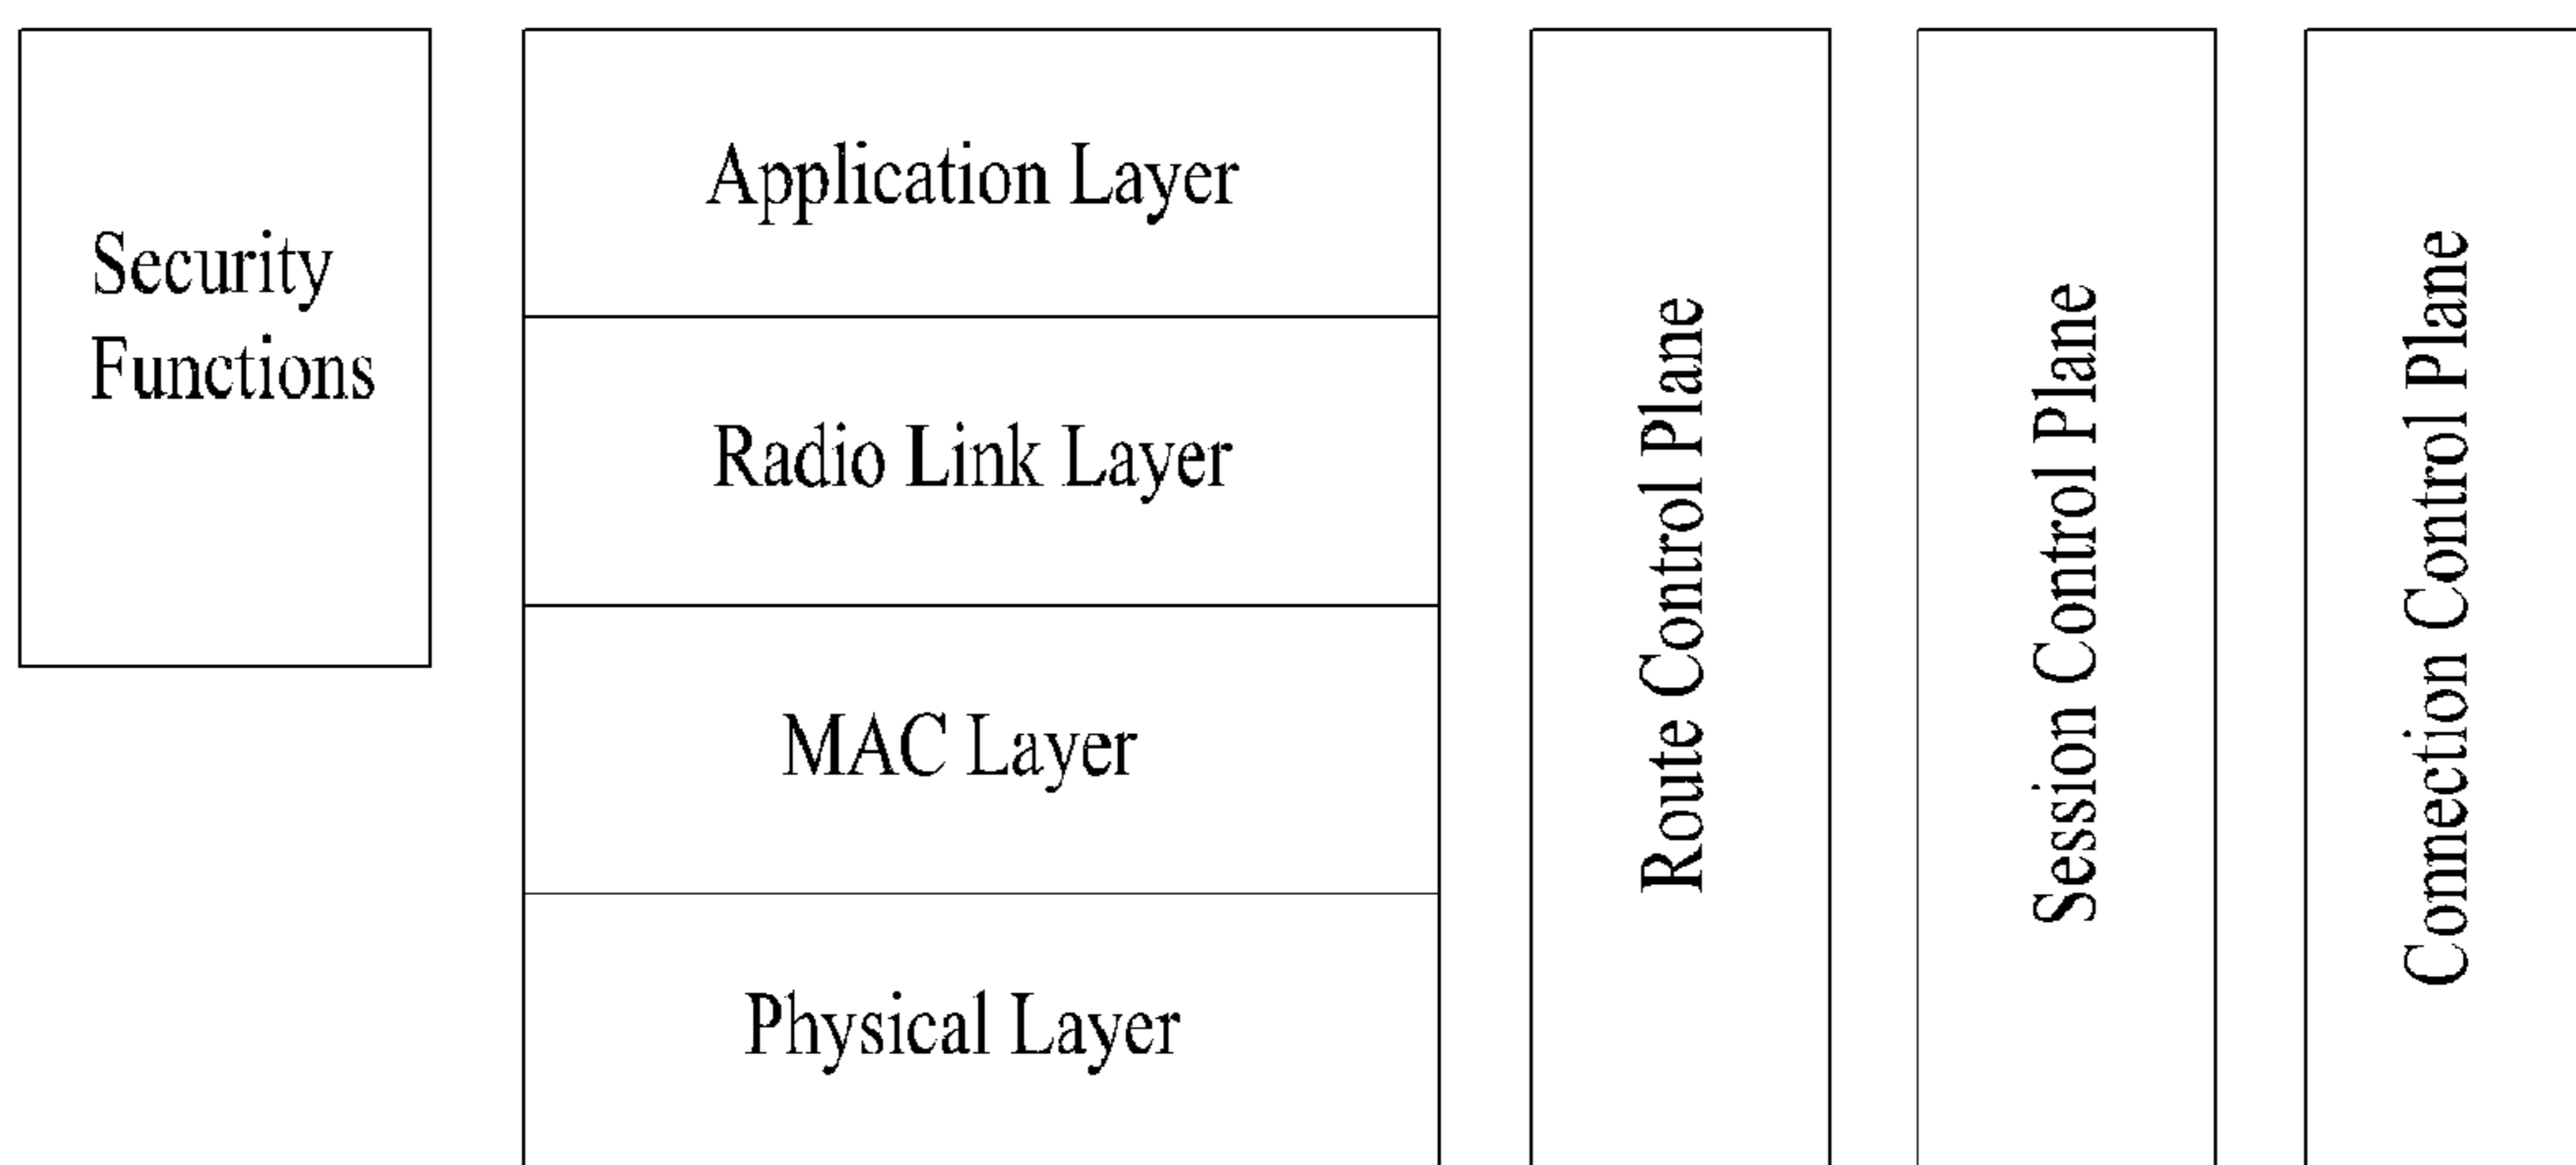 Security
Functions
Application Layer
Radio Link Layer
MAC Layer
Physical Layer
Route Control Plane
Session Control Plane
Connection Control Plane